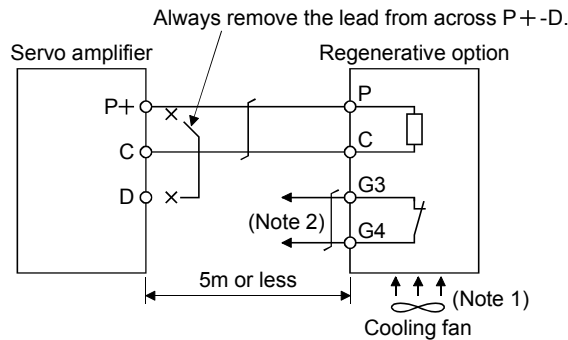 Always remove the lead from across P+-D.
Servo amplifier
Regenerative option
P+
P
C
C
D
G3
(Note 2)
G4
5m or less
(Note 1)
Cooling fan